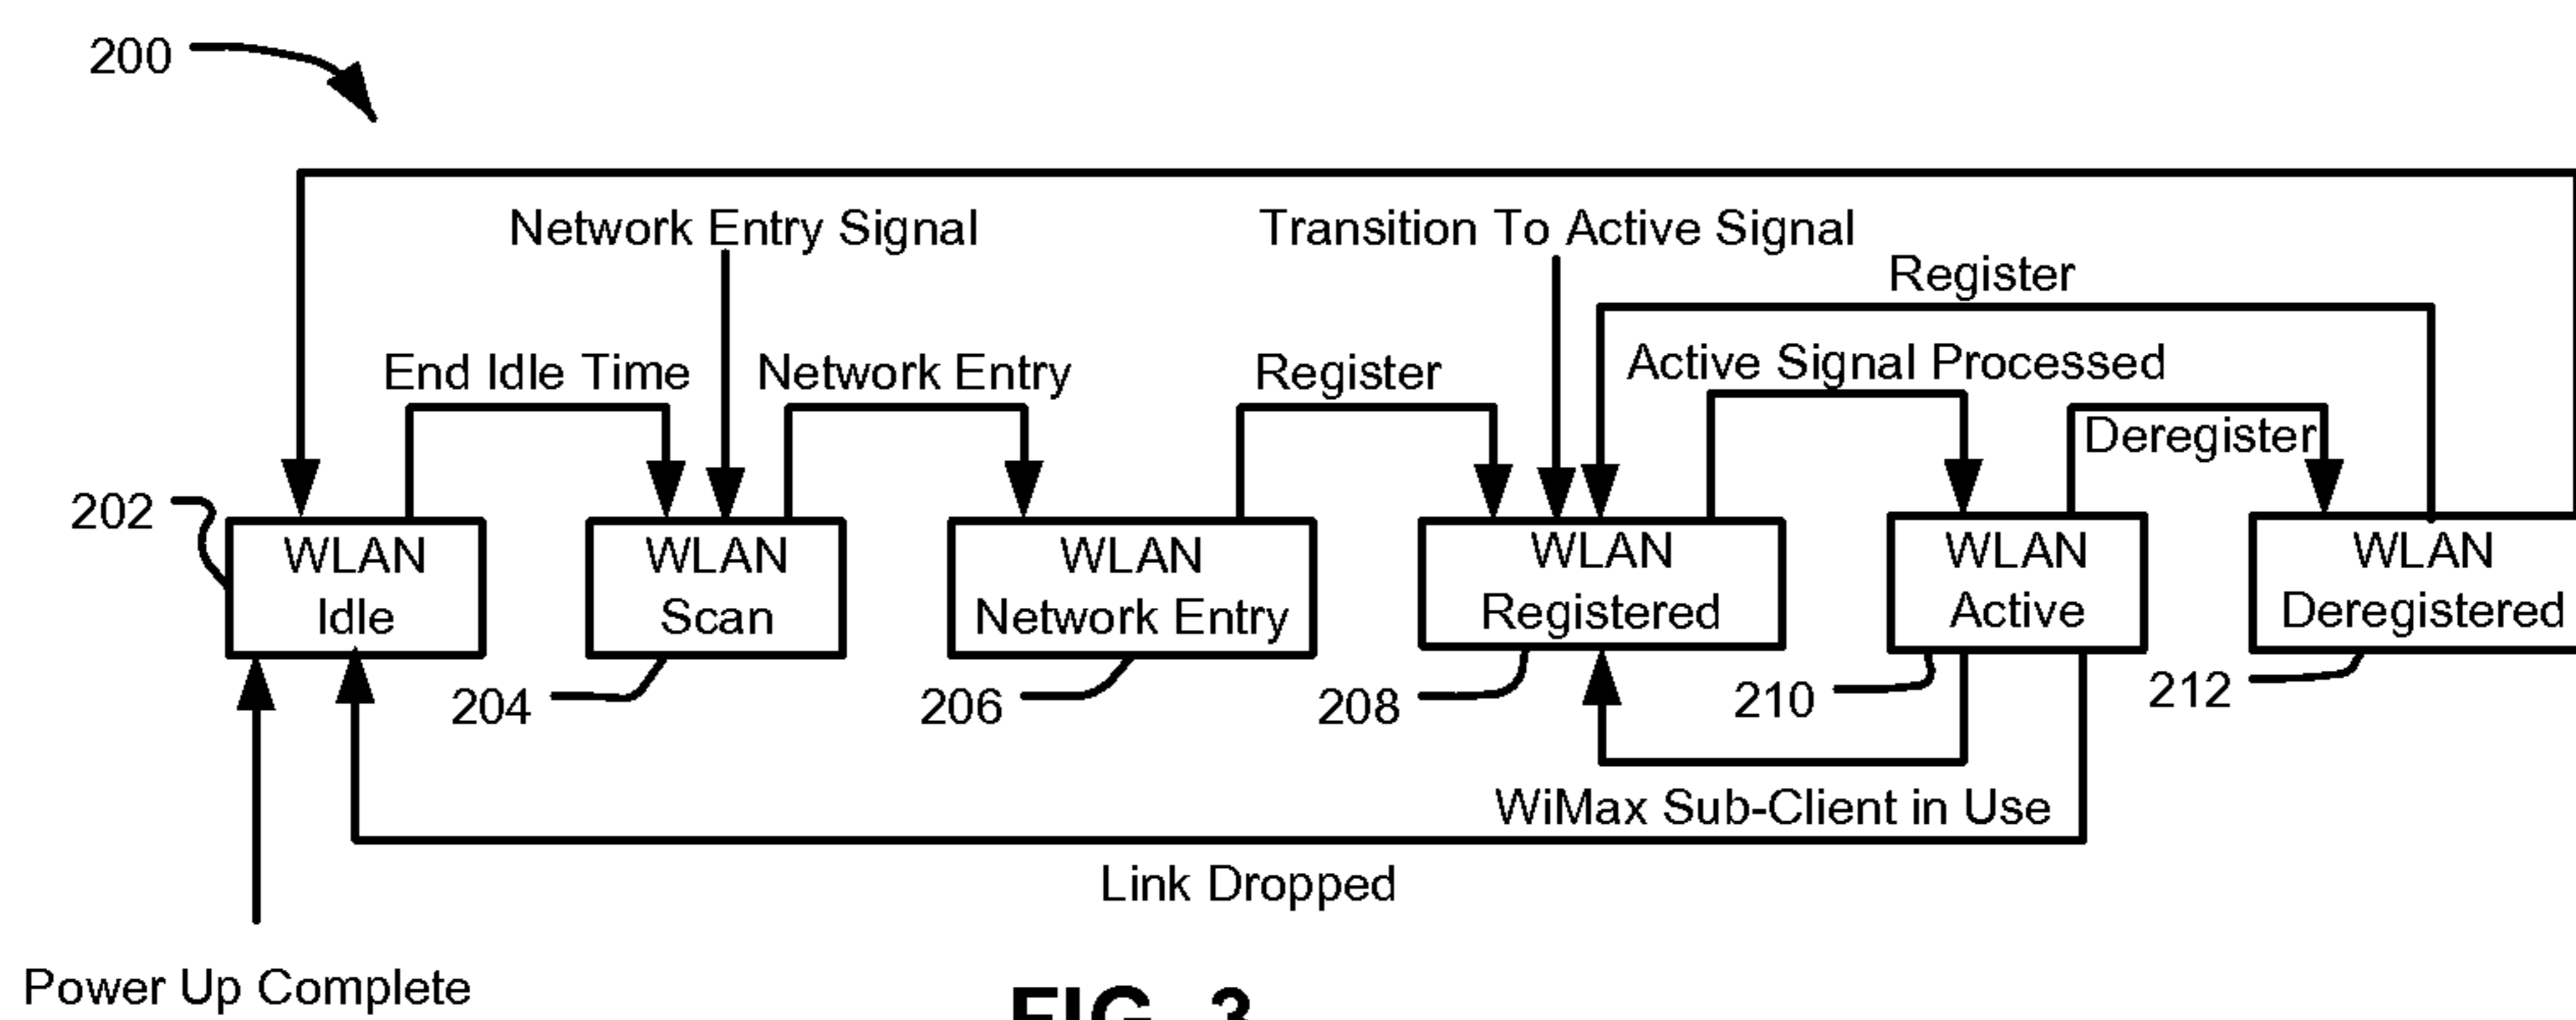 200
Network Entry Signal
Transition To Active Signal
Register
End Idle Time
Network Entry
Register
Active Signal Processed
Deregister
202
WLAN
Idle
WLAN
Scan
WLAN
Network Entry
WLAN
Registered
WLAN
Active
WLAN
Deregistered
204
206
208
210
212
WiMax Sub-Client in Use
Link Dropped
Power Up Complete
FIG. 3